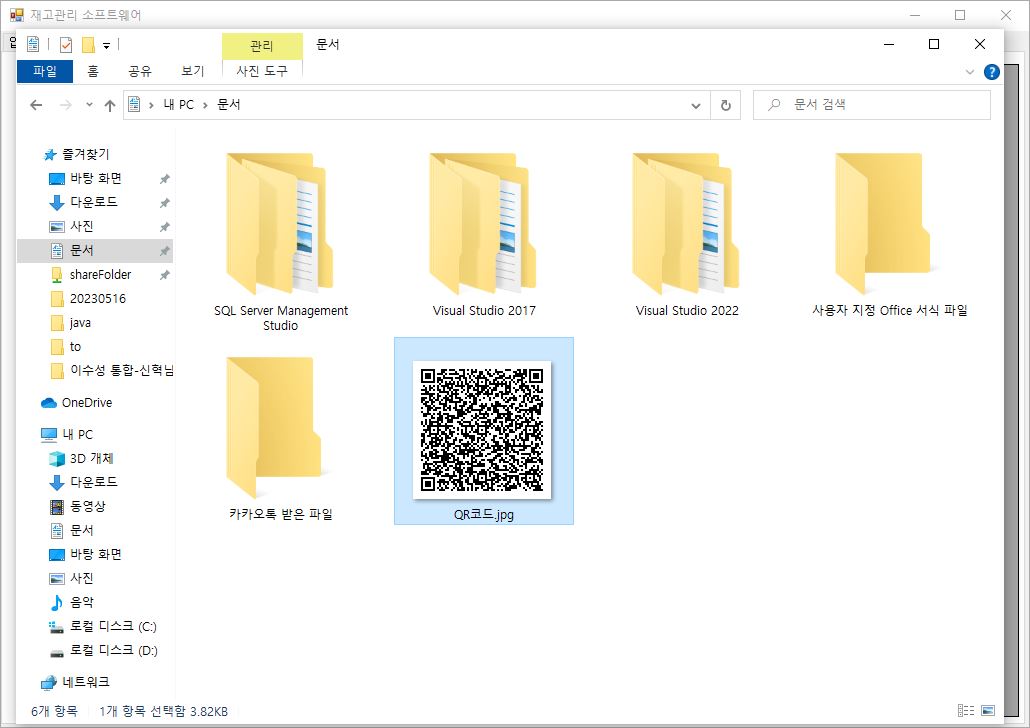 재고관리 소프트웨어
관리
문서
파일
홈
공유
보기
사진 도구
내 PC
문서
문서 검색
즐겨찾기
바탕 화면
다운로드
사진
문서
shareFolder
20230516
java
to
이수성 통합-신혁님
OneDrive
내 PC
3D 개체
다운로드
동영상
문서
바탕 화면
사진
음악
로컬 디스크 (C:)
로컬 디스크 (D:)
네트워크
SQL Server Management
Studio
Visual Studio 2017
Visual Studio 2022
사용자 지정 Office 서식 파일
카카오톡 받은 파일
QR코드.jpg
6개 항목
1개 항목 선택함 3.82KB